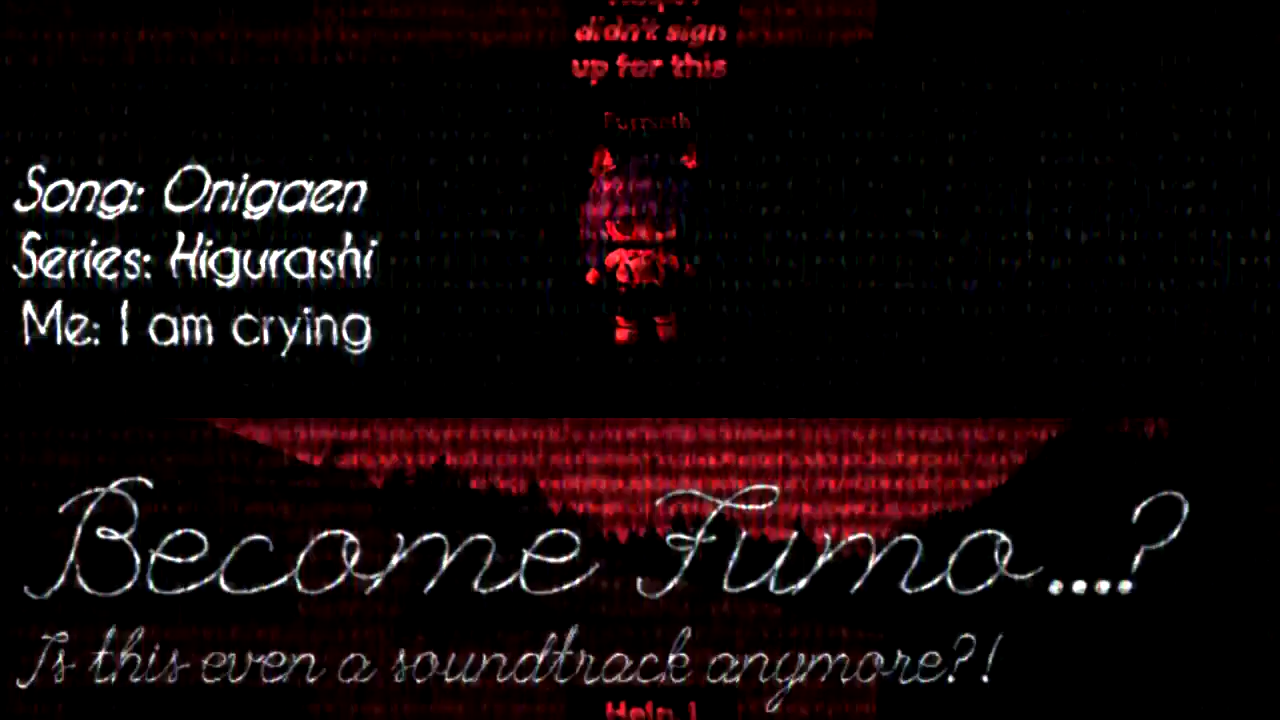 didn't sign
up for this
Song: Onigaen
Series: Higurashi
Me: I am crying
Become Fumo....?
Is this even a soundtrack anymore?!
Help I